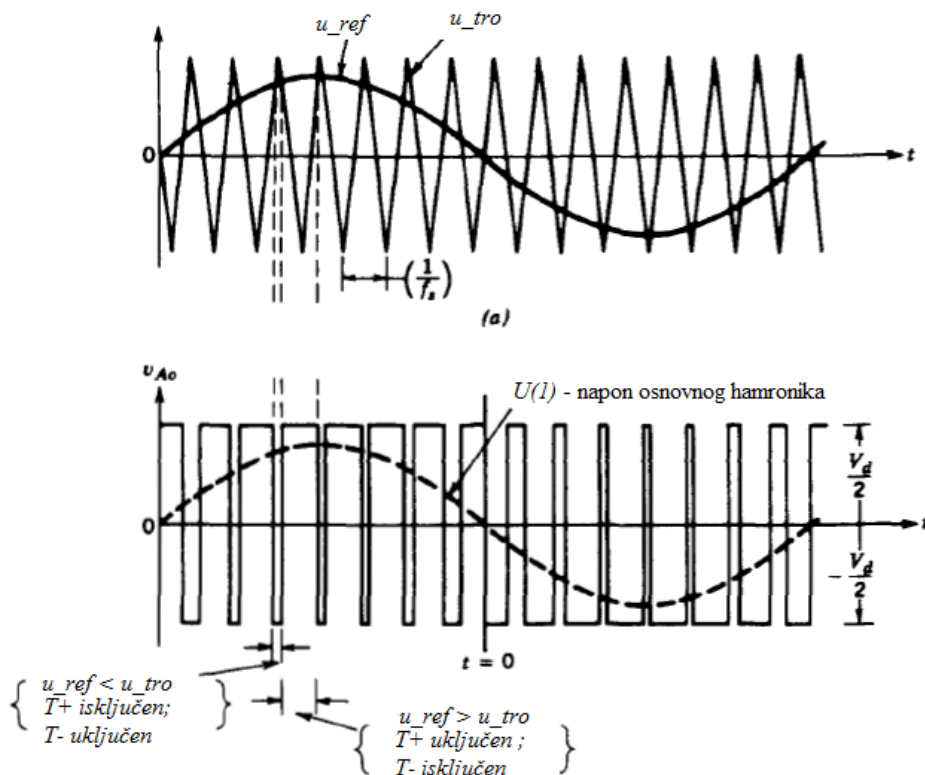 u_ref
u_tro
0
t
(1/f_s)
(a)
v_Ao
U(1) - napon osnovnog hamronika
V_d/2
0
t
-V_d/2
t = 0
u_ref < u_tro
T+ isključen;
T- uključen
u_ref > u_tro
T+ uključen ;
T- isključen